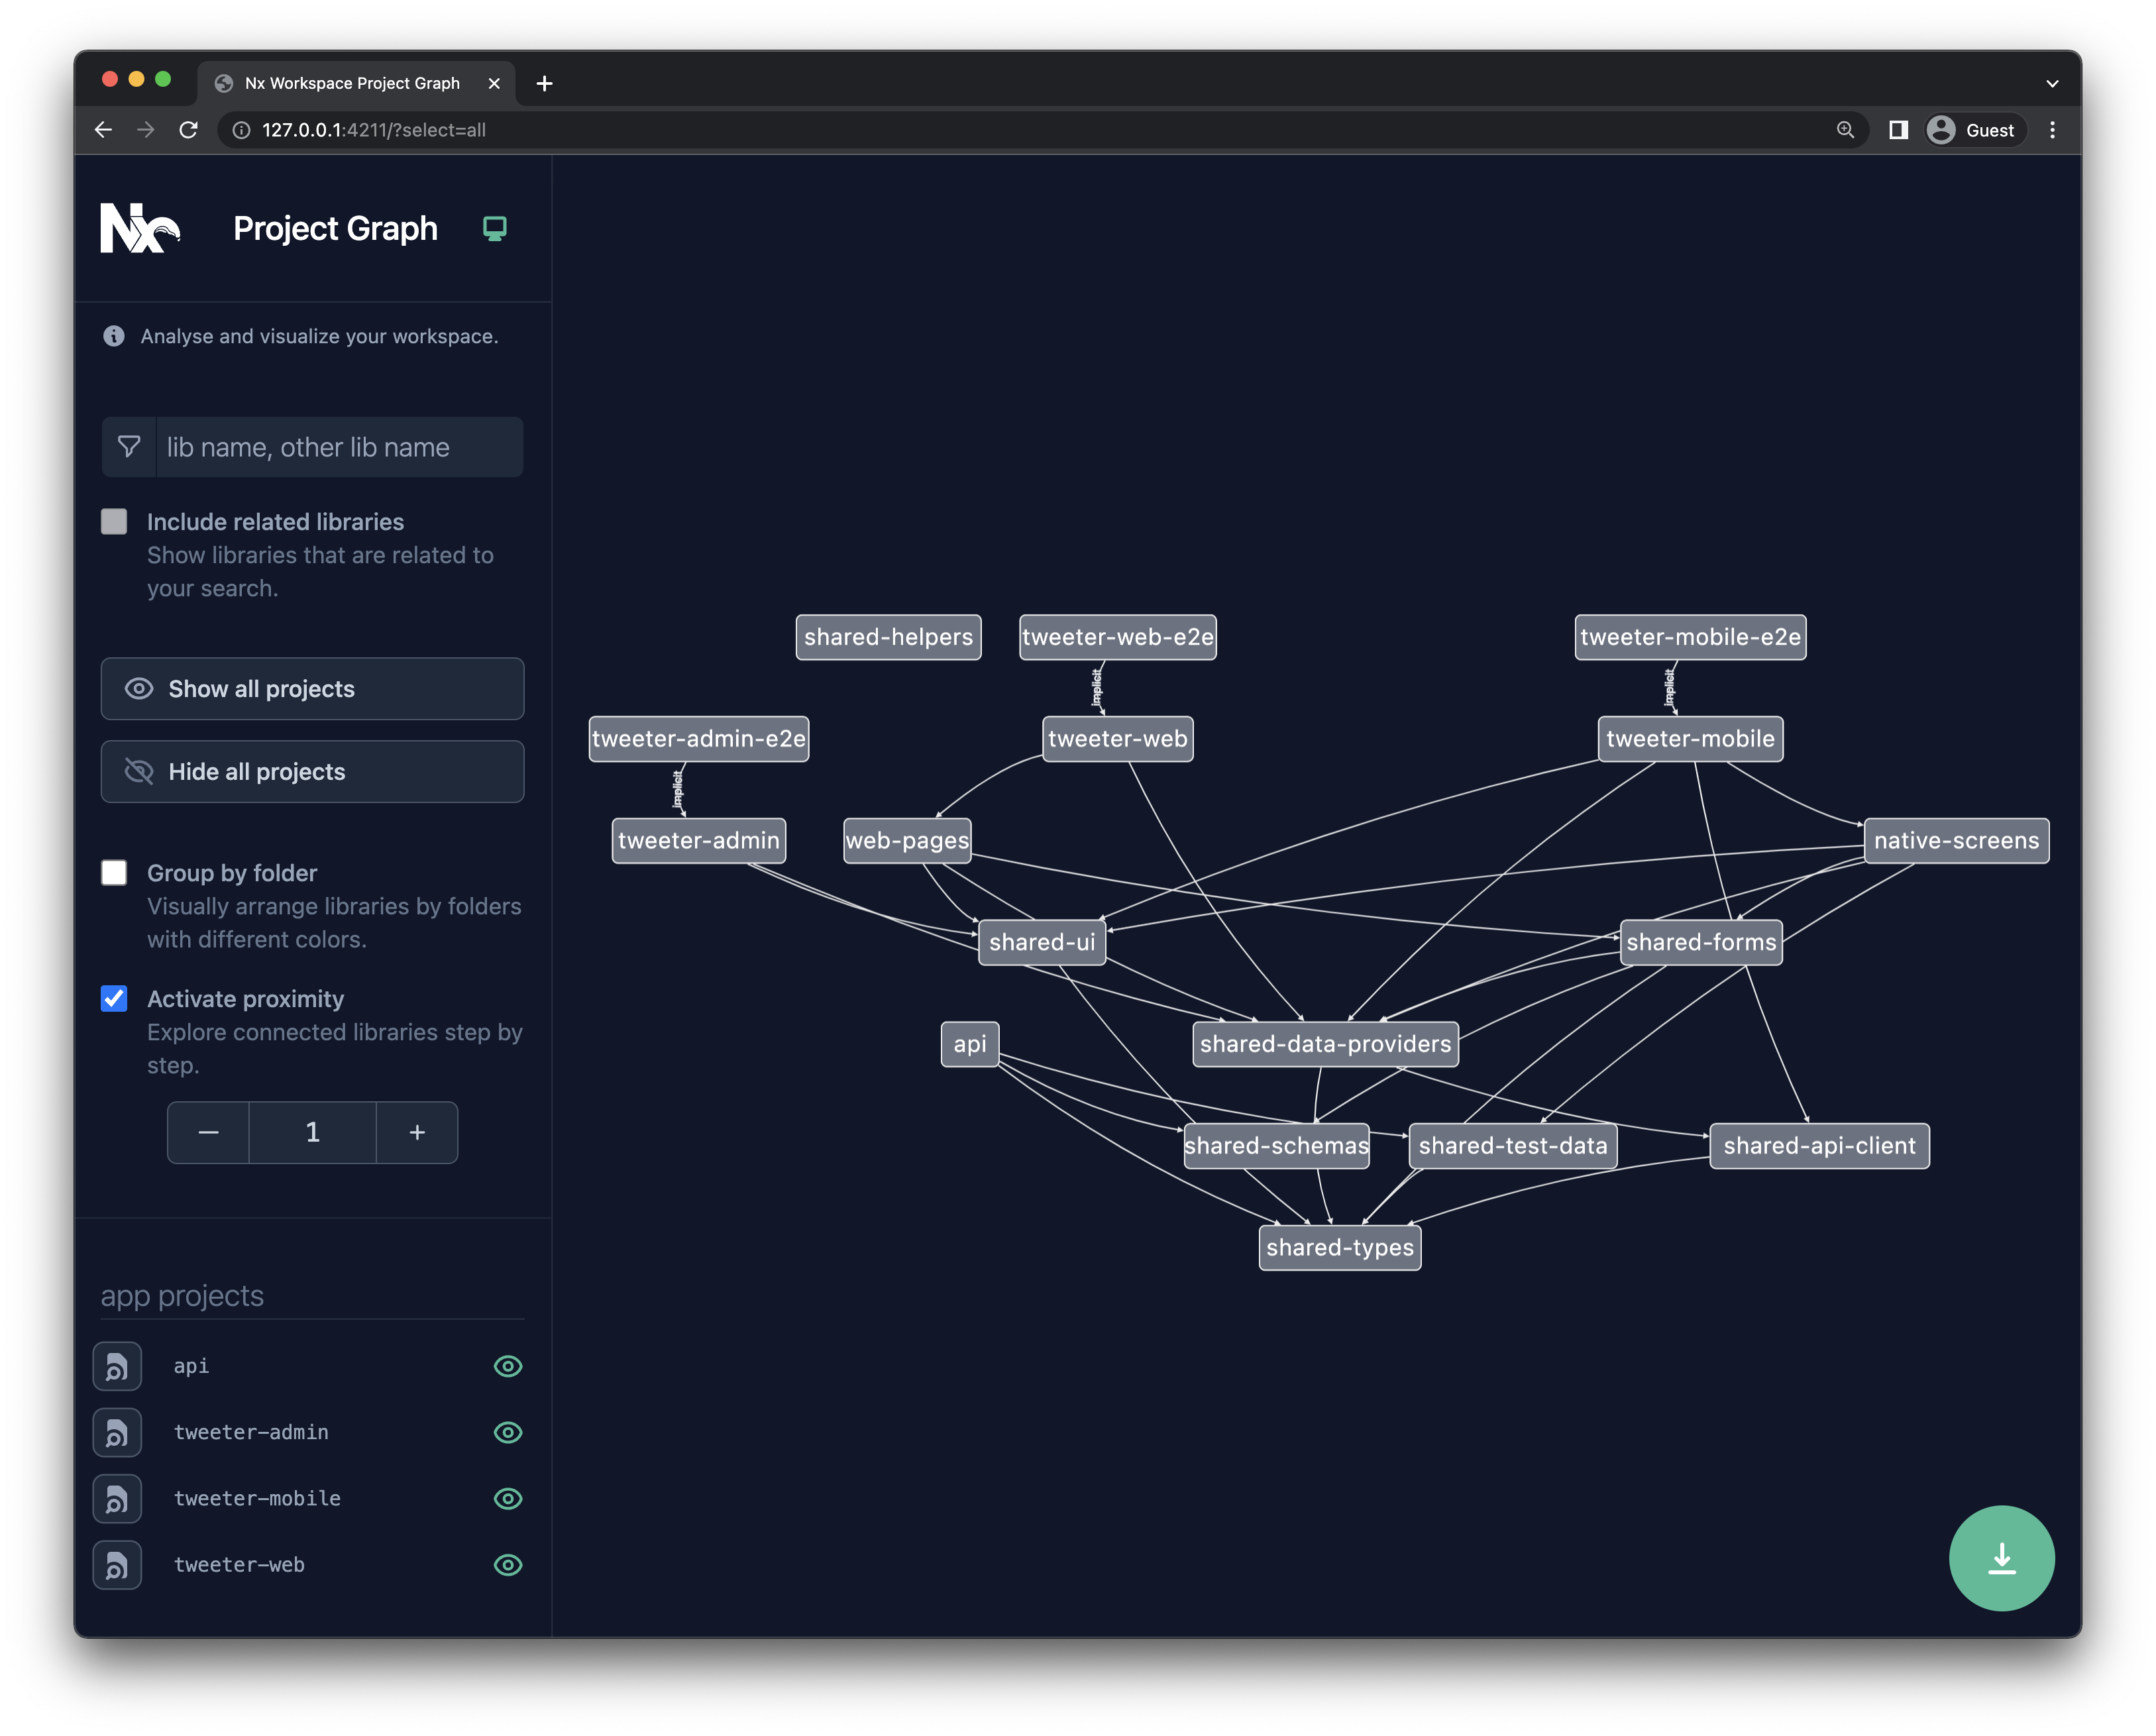 Nx Workspace Project Graph
127.0.0.1:4211/?select=all
Guest
Nx
Project Graph
Analyse and visualize your workspace.
lib name, other lib name
Include related libraries
Show libraries that are related to
your search.
Show all projects
Hide all projects
Group by folder
Visually arrange libraries by folders
with different colors.
Activate proximity
Explore connected libraries step by
step.
1
app projects
api
tweeter-admin
tweeter-mobile
tweeter-web
shared-helpers
tweeter-web-e2e
tweeter-mobile-e2e
implicit
implicit
tweeter-admin-e2e
tweeter-web
tweeter-mobile
implicit
tweeter-admin
web-pages
native-screens
shared-ui
shared-forms
api
shared-data-providers
shared-schemas
shared-test-data
shared-api-client
shared-types